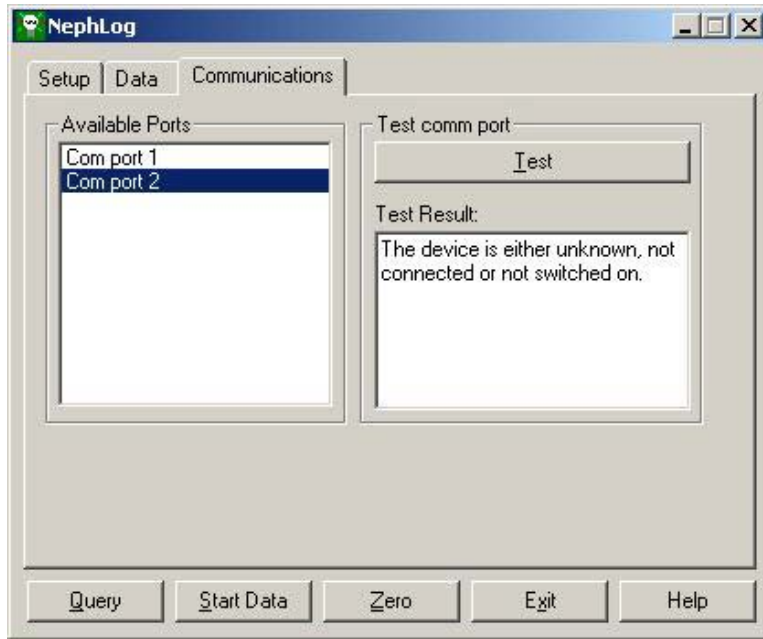 NephLog
Setup Data Communications
Available Ports
Com port 1
Com port 2
Test comm port
Test
Test Result:
The device is either unknown, not
connected or not switched on.
Query Start Data Zero Exit Help